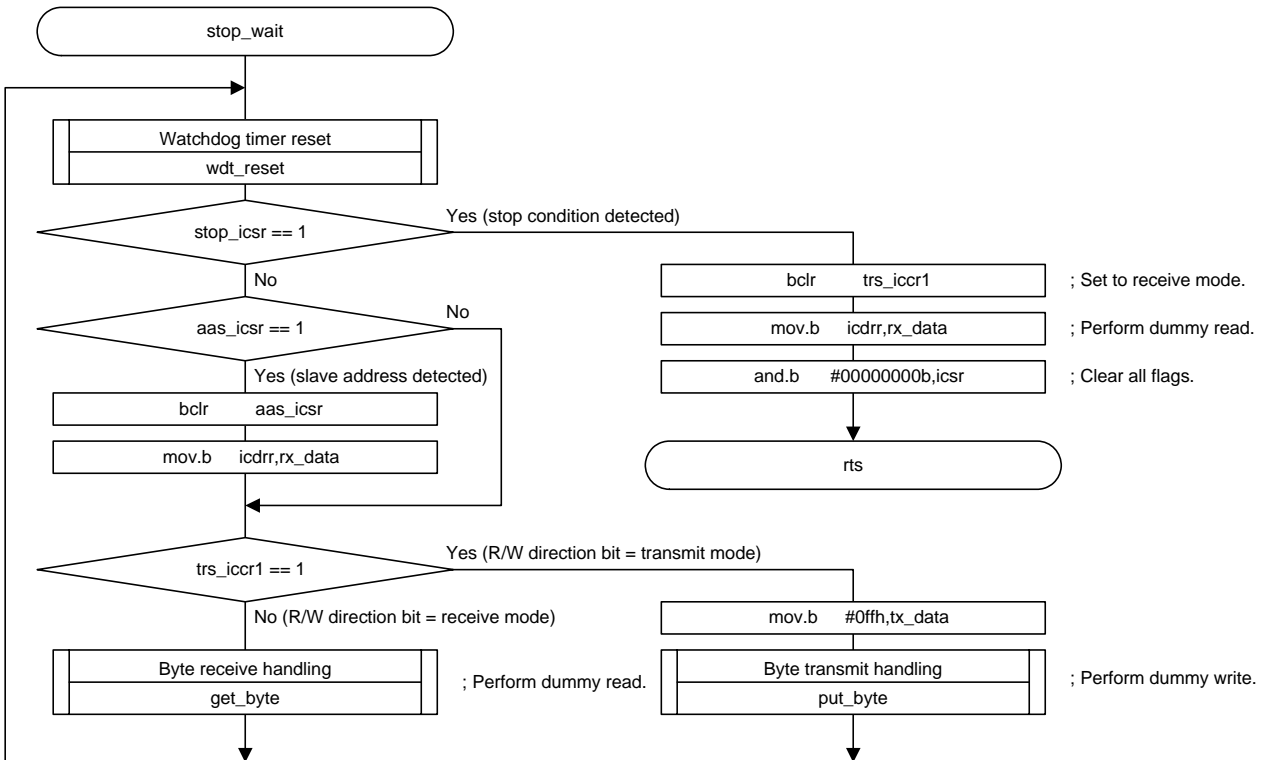 stop_wait
Watchdog timer reset
wdt_reset
stop_icsr == 1
Yes (stop condition detected)
No
bclr trs_iccr1 ; Set to receive mode.
mov.b icdrr,rx_data ; Perform dummy read.
and.b #00000000b,icsr ; Clear all flags.
rts
aas_icsr == 1
No
Yes (slave address detected)
bclr aas_icsr
mov.b icdrr,rx_data
trs_iccr1 == 1
Yes (R/W direction bit = transmit mode)
No (R/W direction bit = receive mode)
Byte receive handling
get_byte
; Perform dummy read.
mov.b #0ffh,tx_data
Byte transmit handling
put_byte
; Perform dummy write.